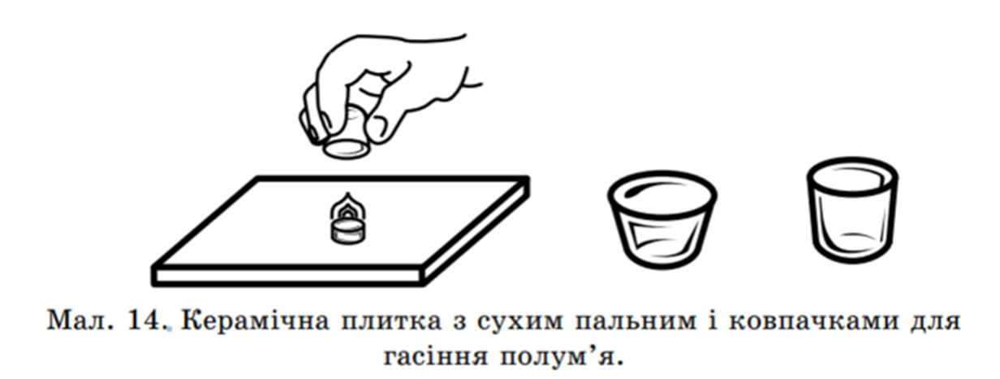 Мал. 14. Керамічна плитка з сухим пальним і ковпачками для
гасіння полум’я.